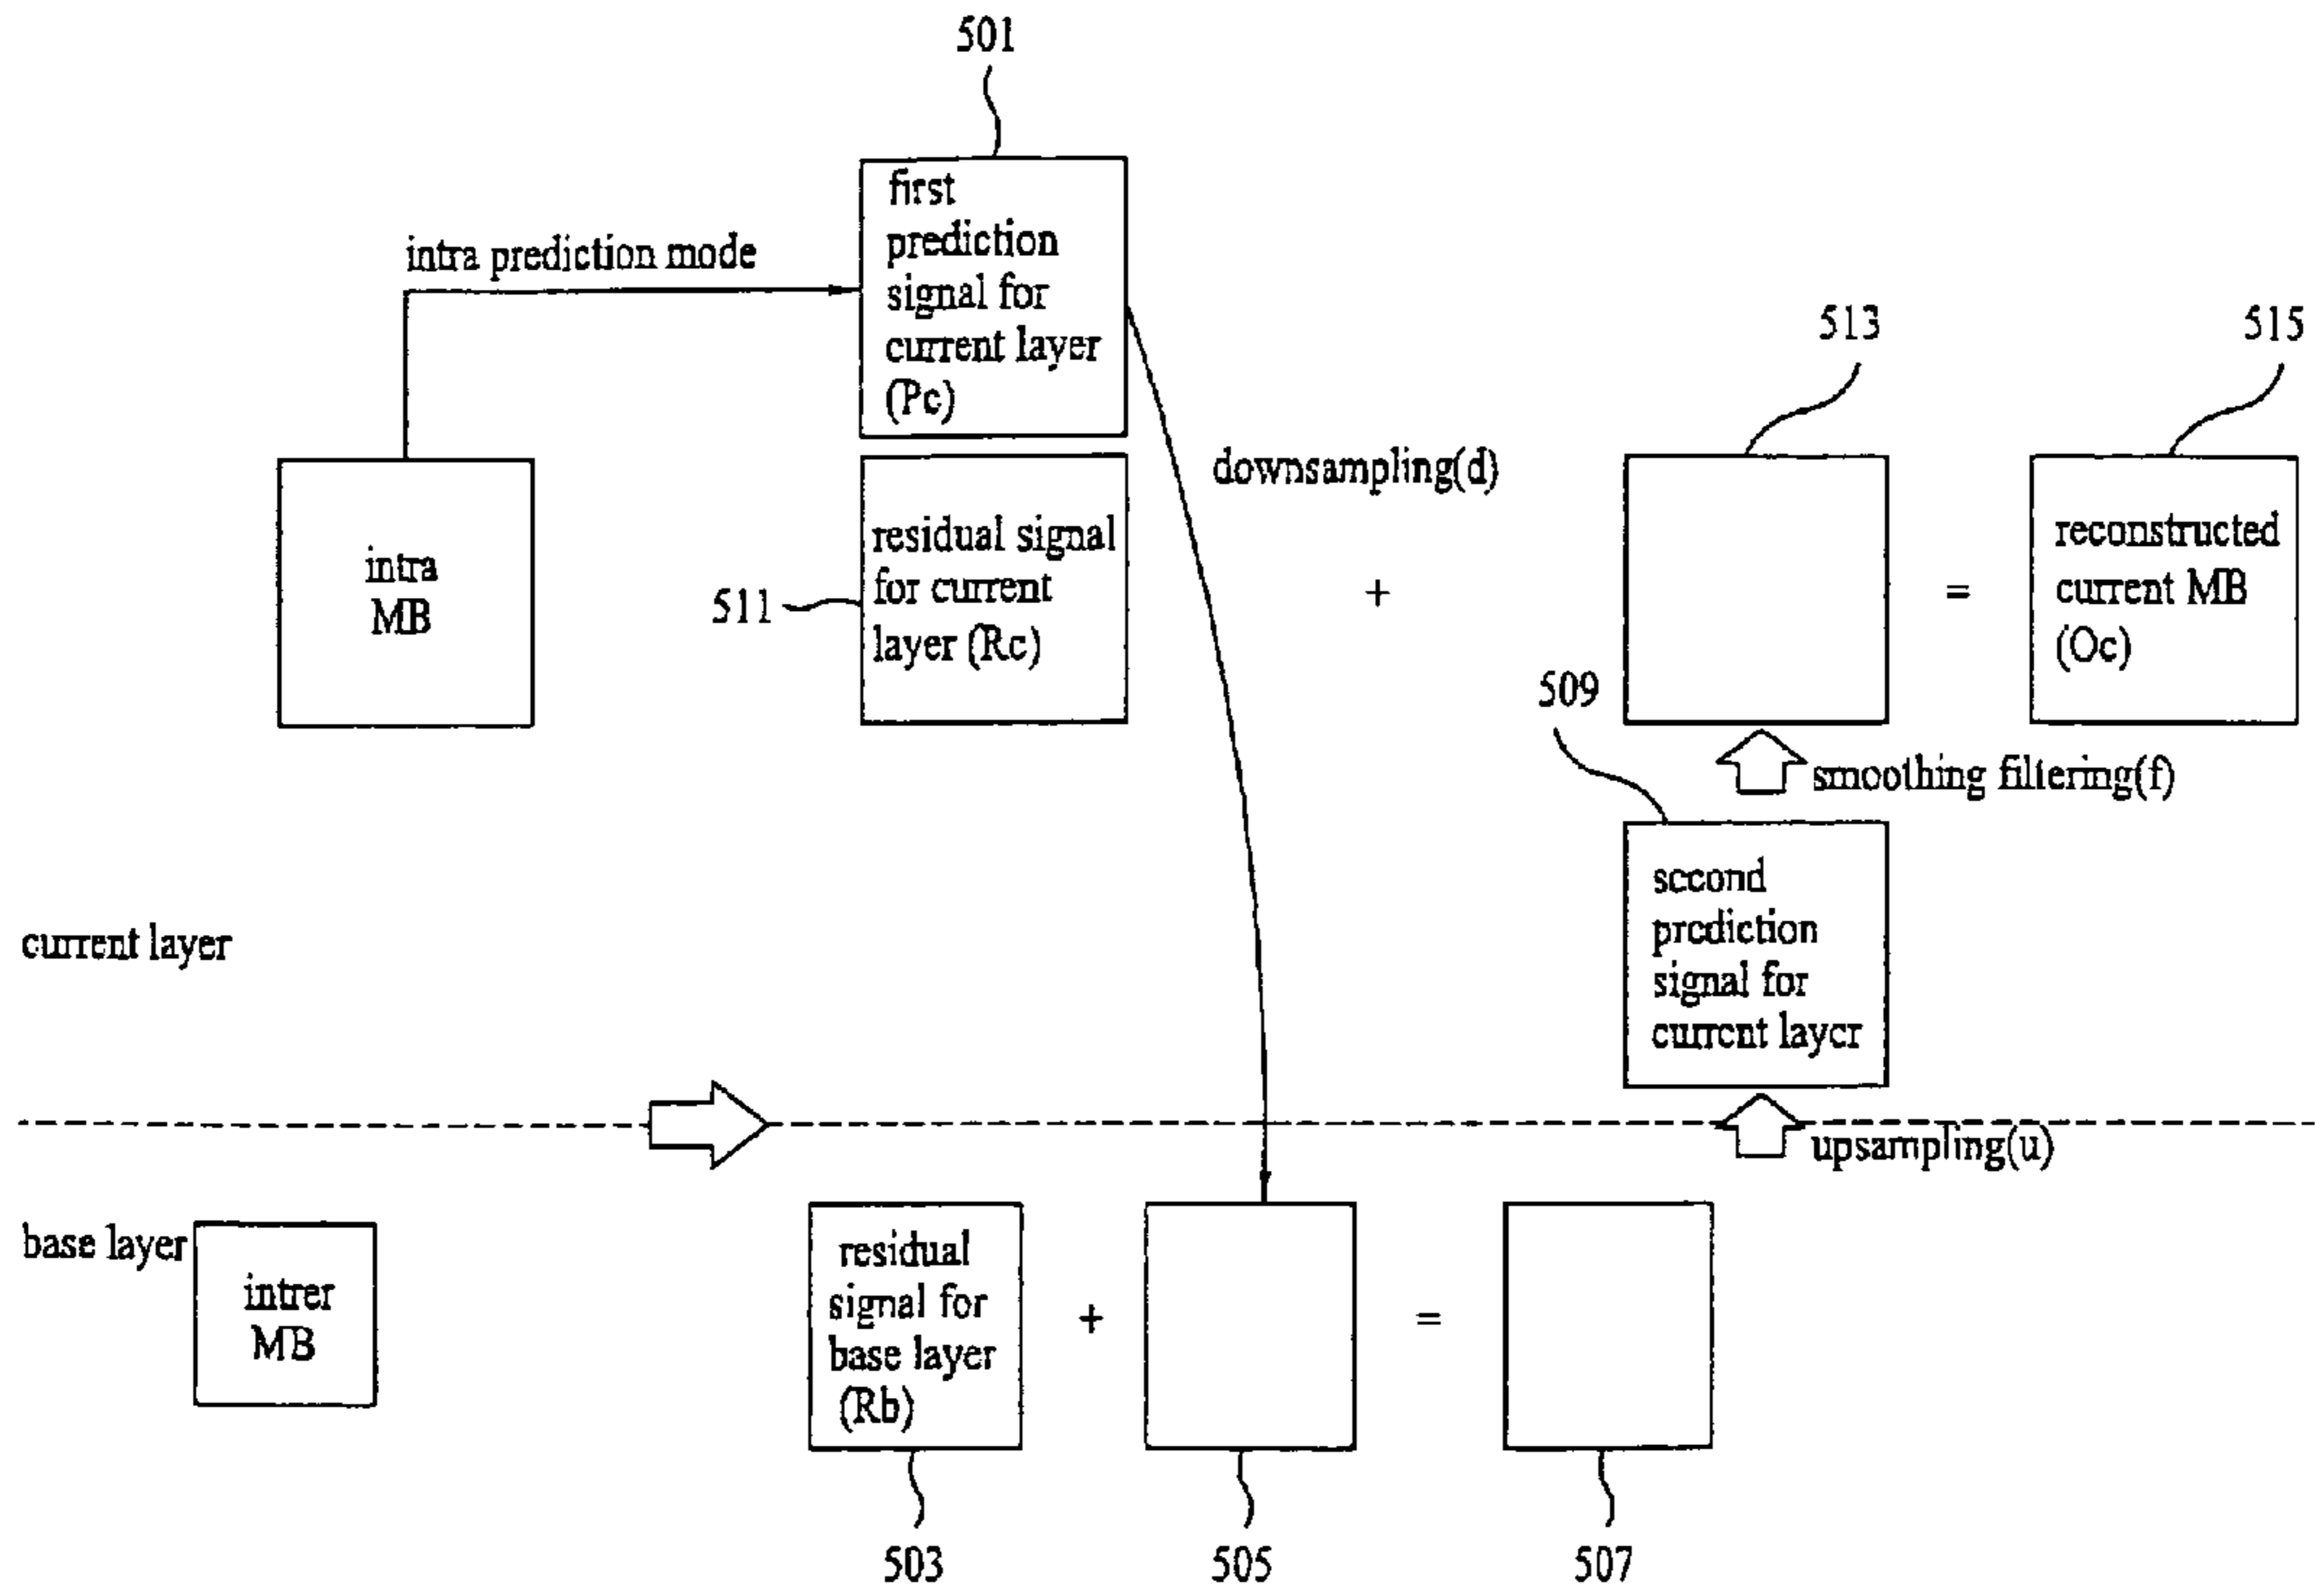 501
first
prediction
signal for
current layer
(Pc)
intra prediction mode
513
515
downsampling(d)
intra
MB
residual signal
for current
layer (Rc)
511
+
=
reconstructed
current MB
(Oc)
509
smoothing filtering(f)
second
prediction
signal for
current layer
current layer
upsampling(u)
base layer
intrer
MB
residual
signal for
base layer
(Rb)
+
=
503
505
507